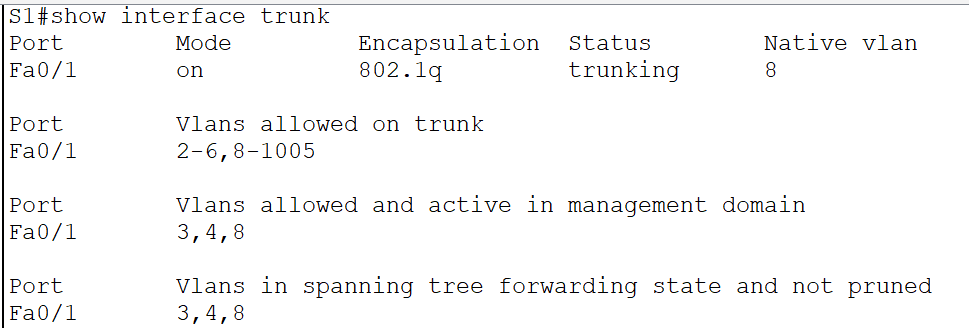 S1#show interface trunk
Port Mode Encapsulation Status Native vlan
Fa0/1 on 802.1q trunking 8
Port Vlans allowed on trunk
Fa0/1 2-6,8-1005
Port Vlans allowed and active in management domain
Fa0/1 3,4,8
Port Vlans in spanning tree forwarding state and not pruned
Fa0/1 3,4,8